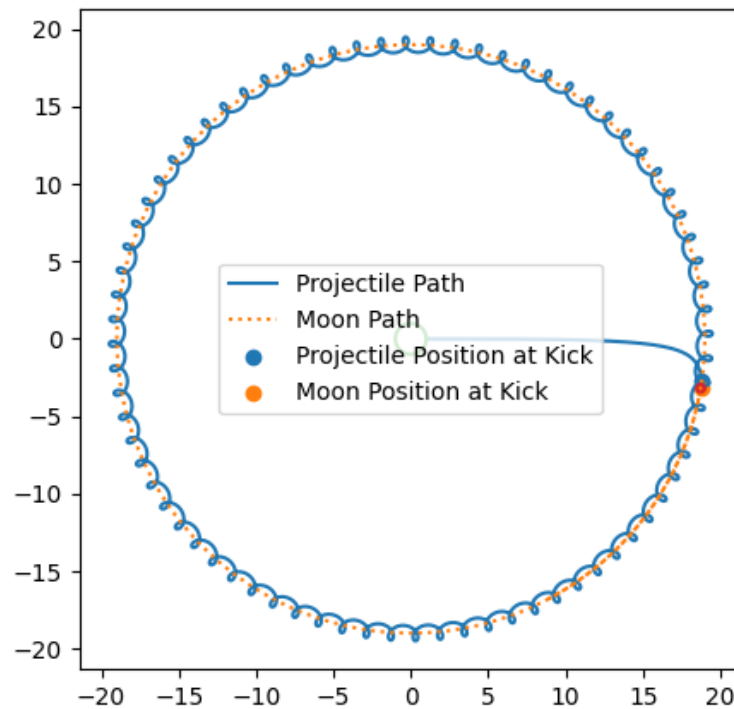 20
15
10
5
0
−5
−10
−15
−20
Projectile Path
Moon Path
Projectile Position at Kick
Moon Position at Kick
−20 −15 −10 −5 0 5 10 15 20